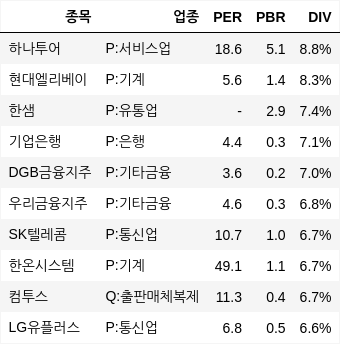 종목 업종 PER PBR DIV
하나투어 P:서비스업 18.6 5.1 8.8%
현대엘리베이 P:기계 5.6 1.4 8.3%
한샘 P:유통업 - 2.9 7.4%
기업은행 P:은행 4.4 0.3 7.1%
DGB금융지주 P:기타금융 3.6 0.2 7.0%
우리금융지주 P:기타금융 4.6 0.3 6.8%
SK텔레콤 P:통신업 10.7 1.0 6.7%
한온시스템 P:기계 49.1 1.1 6.7%
컴투스 Q:출판매체복제 11.3 0.4 6.7%
LG유플러스 P:통신업 6.8 0.5 6.6%